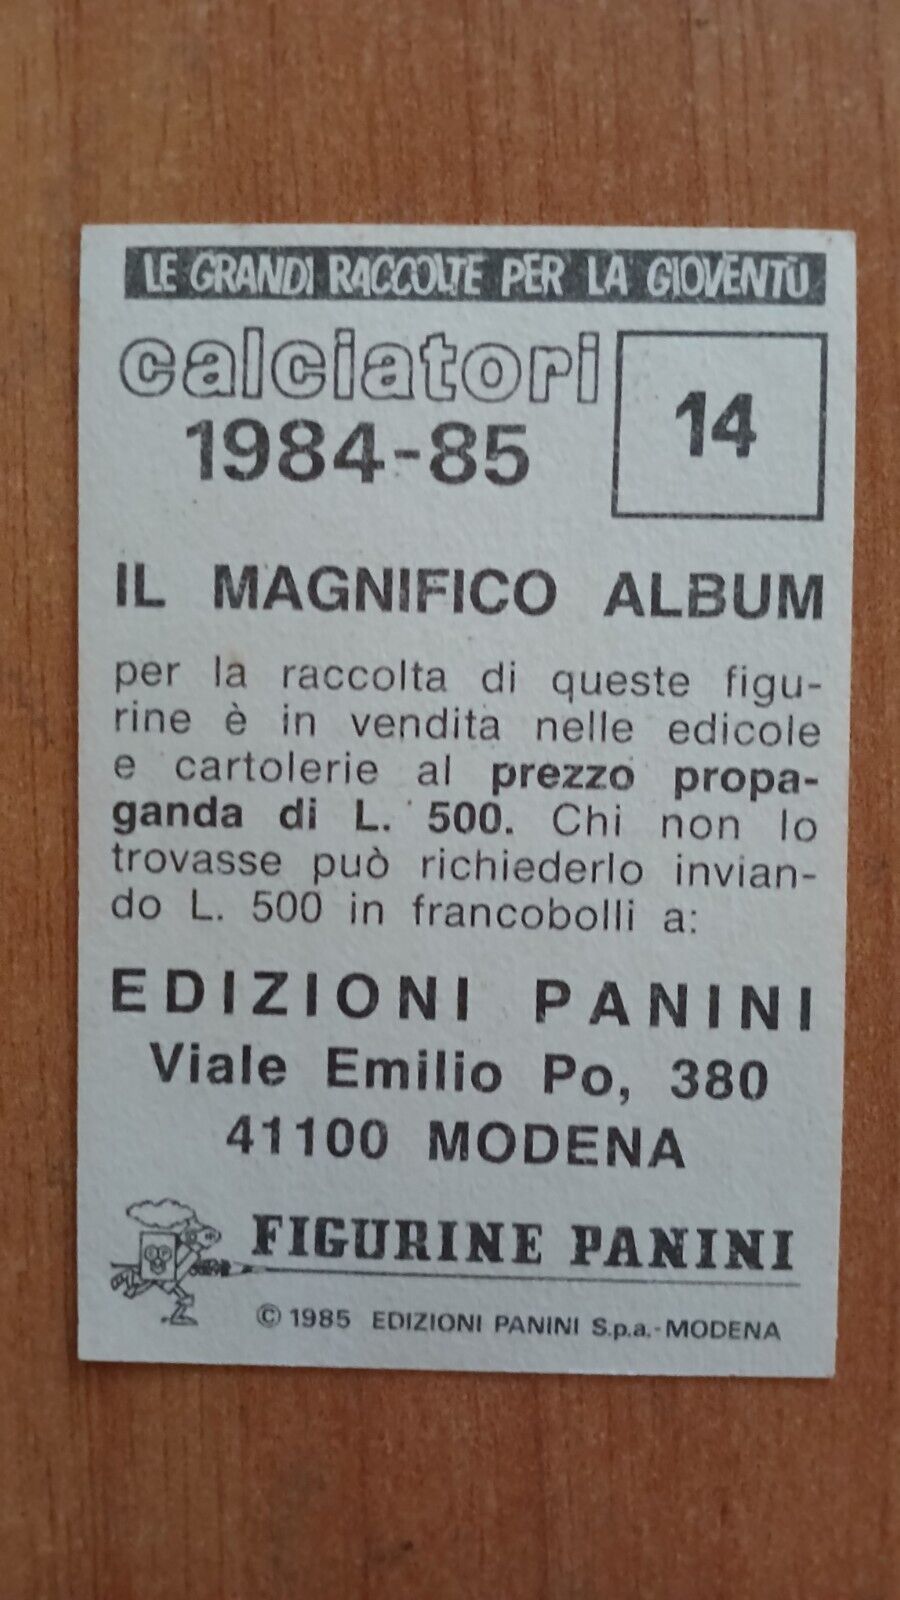 LE GRANDI RACCOLTE PER LA GIOVENTÙ
calciatori
1984-85
14
IL MAGNIFICO ALBUM
per la raccolta di queste figu-
rine è in vendita nelle edicole
e cartolerie al prezzo propa-
ganda di L. 500. Chi non lo
trovasse può richiederlo invian-
do L. 500 in francobolli a:
EDIZIONI PANINI
Viale Emilio Po, 380
41100 MODENA
FIGURINE PANINI
© 1985 EDIZIONI PANINI S.p.a.-MODENA